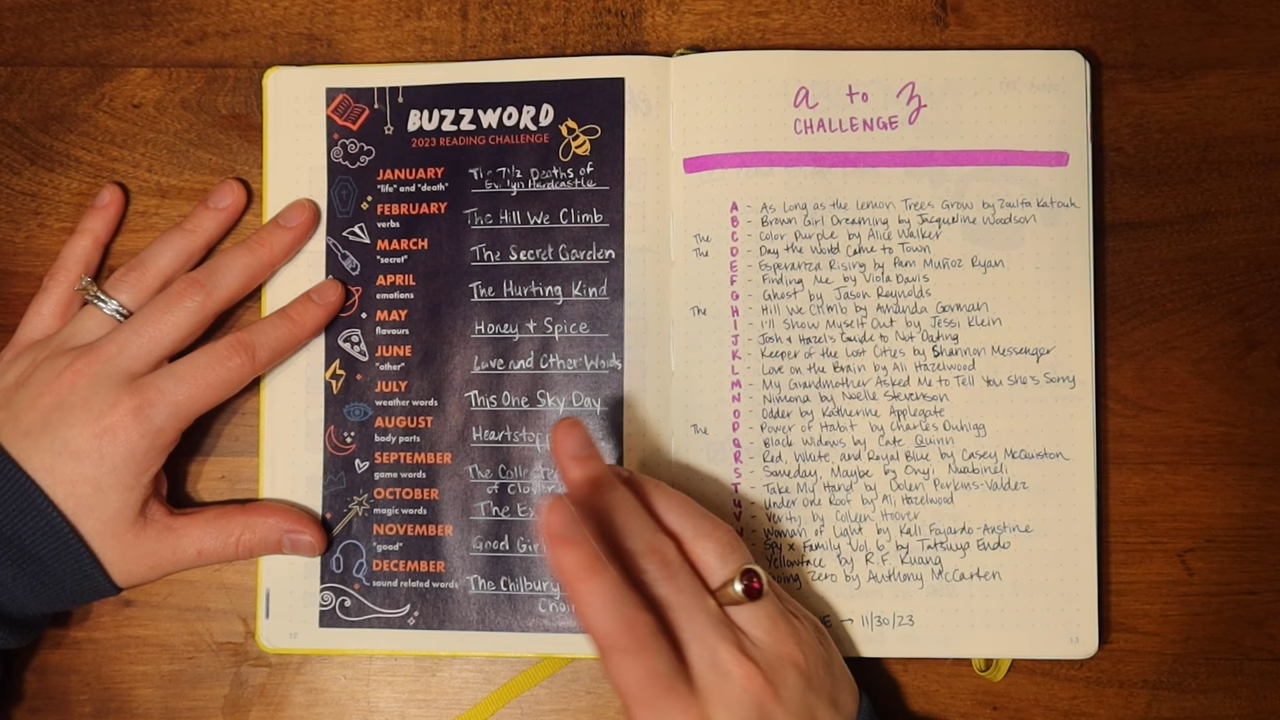 BUZZWORD
2023 READING CHALLENGE
JANUARY
"life" and "death"
The 7 1/2 Deaths of
Evelyn Hardcastle
FEBRUARY
verbs
The Hill We Climb
MARCH
"secret"
The Secret Garden
APRIL
emotions
The Hurting Kind
MAY
flavours
Honey + Spice
JUNE
"other"
Love and Other Words
JULY
weather words
This One Sky Day
AUGUST
body parts
Heartstop
SEPTEMBER
game words
The
of
OCTOBER
magic words
The
NOVEMBER
"good"
Good
DECEMBER
sound related words
The Chilbury
Choir
12
a to z
CHALLENGE
A - As Long as the Lemon Trees Grow by Zoulfa Katouh
B - Brown Girl Dreaming by Jacqueline Woodson
The C - Color Purple by Alice Walker
The D - Day the World Came to Town
E - Esperanza Rising by Pam Muñoz Ryan
F - Finding Me by Viola Davis
G - Ghost by Jason Reynolds
The H - Hill We Climb by Amanda Gorman
I - I'll Show Myself Out by Jessi Klein
J - Josh + Hazel's Guide to Not Dating
K - Keeper of the Lost Cities by Shannon Messenger
L - Love on the Brain by Ali Hazelwood
M - My Grandmother Asked Me to Tell You She's Sorry
N - Nimona by Noelle Stevenson
O - Odder by Katherine Applegate
The P - Power of Habit by Charles Duhigg
Q - Black Widows by Cate Quinn
R - Red, White, and Royal Blue by Casey McQuiston
S - Someday, Maybe by Onyi Nwabineli
T - Take My Hand by Dolen Perkins-Valdez
U - Under One Roof by Ali Hazelwood
V - Verity by Colleen Hoover
Woman of Light by Kali Fajardo-Anstine
Spy x Family Vol. 6 by Tatsuya Endo
Yellowface by R.F. Kuang
Zero by Anthony McCarten
→ 11/30/23
13